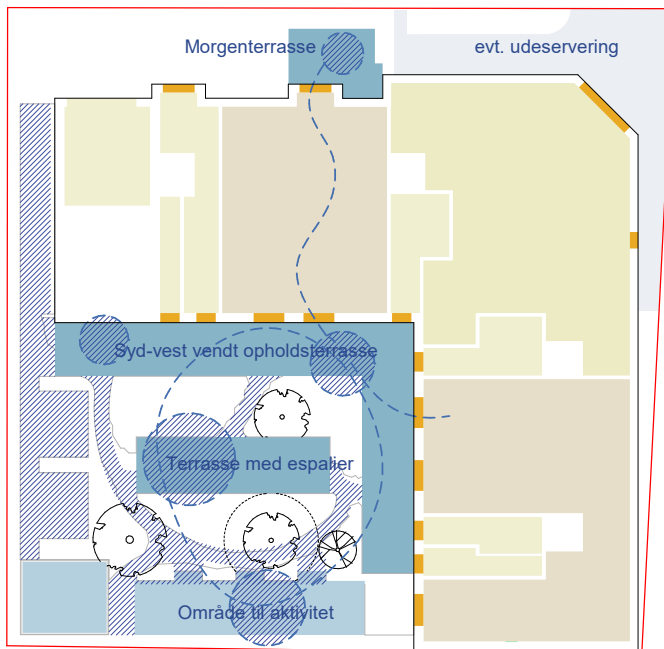 Morgenterrasse
evt. udeservering
Syd-vest vendt opholdsterrasse
Terrasse med espalier
Område til aktivitet